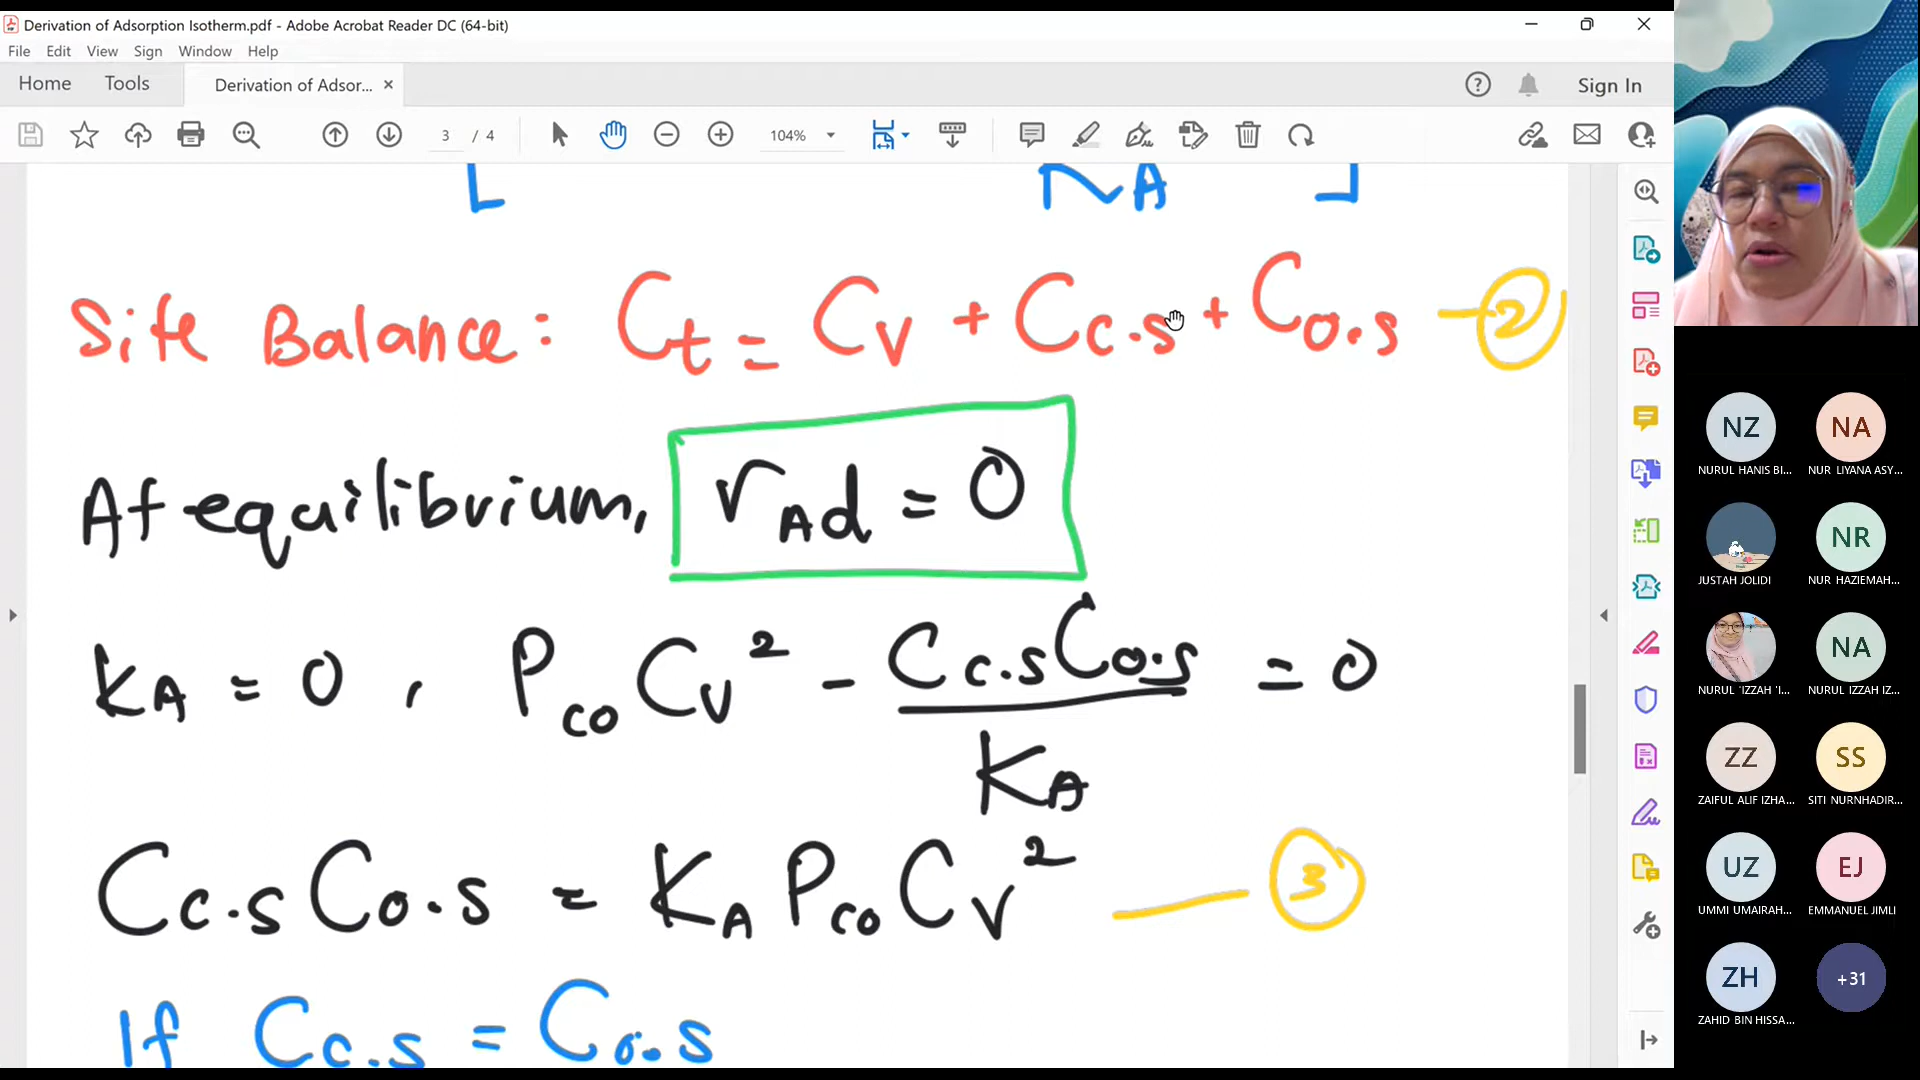 Derivation of Adsorption Isotherm.pdf - Adobe Acrobat Reader DC (64-bit)
File Edit View Sign Window Help
Home Tools Derivation of Adsor... × Sign In
3 / 4 104%
[ KA ]
Site Balance: Ct = Cv + Cc.s + Co.s — 2
At equilibrium, rAd = 0
kA = 0, Pco Cv² - Cc.s Co.s / KA = 0
Cc.s Co.s = KA Pco Cv² — 3
If Cc.s = Co.s
NZ NA
NURUL HANIS BI... NUR LIYANA ASY...
NR
JUSTAH JOLIDI NUR HAZIEMAH...
NA
NURUL 'IZZAH 'I... NURUL IZZAH IZ...
ZZ SS
ZAIFUL ALIF IZHA... SITI NURNHADIR...
UZ EJ
UMMI UMAIRAH... EMMANUEL JIMLI
ZH +31
ZAHID BIN HISSA...